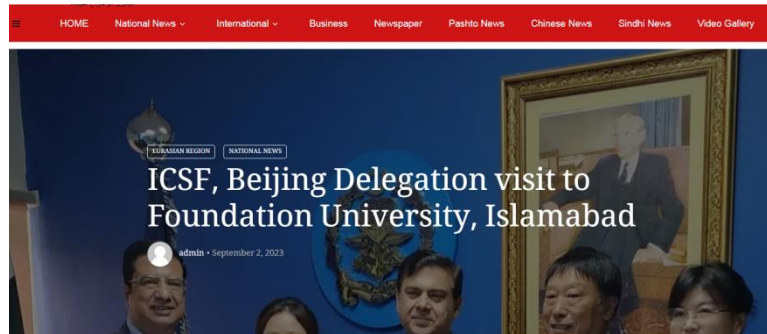 HOME National News International Business Newspaper Pashto News Chinese News Sindhi News Video Gallery
EURASIAN REGION NATIONAL NEWS
ICSF, Beijing Delegation visit to
Foundation University, Islamabad
admin • September 2, 2023